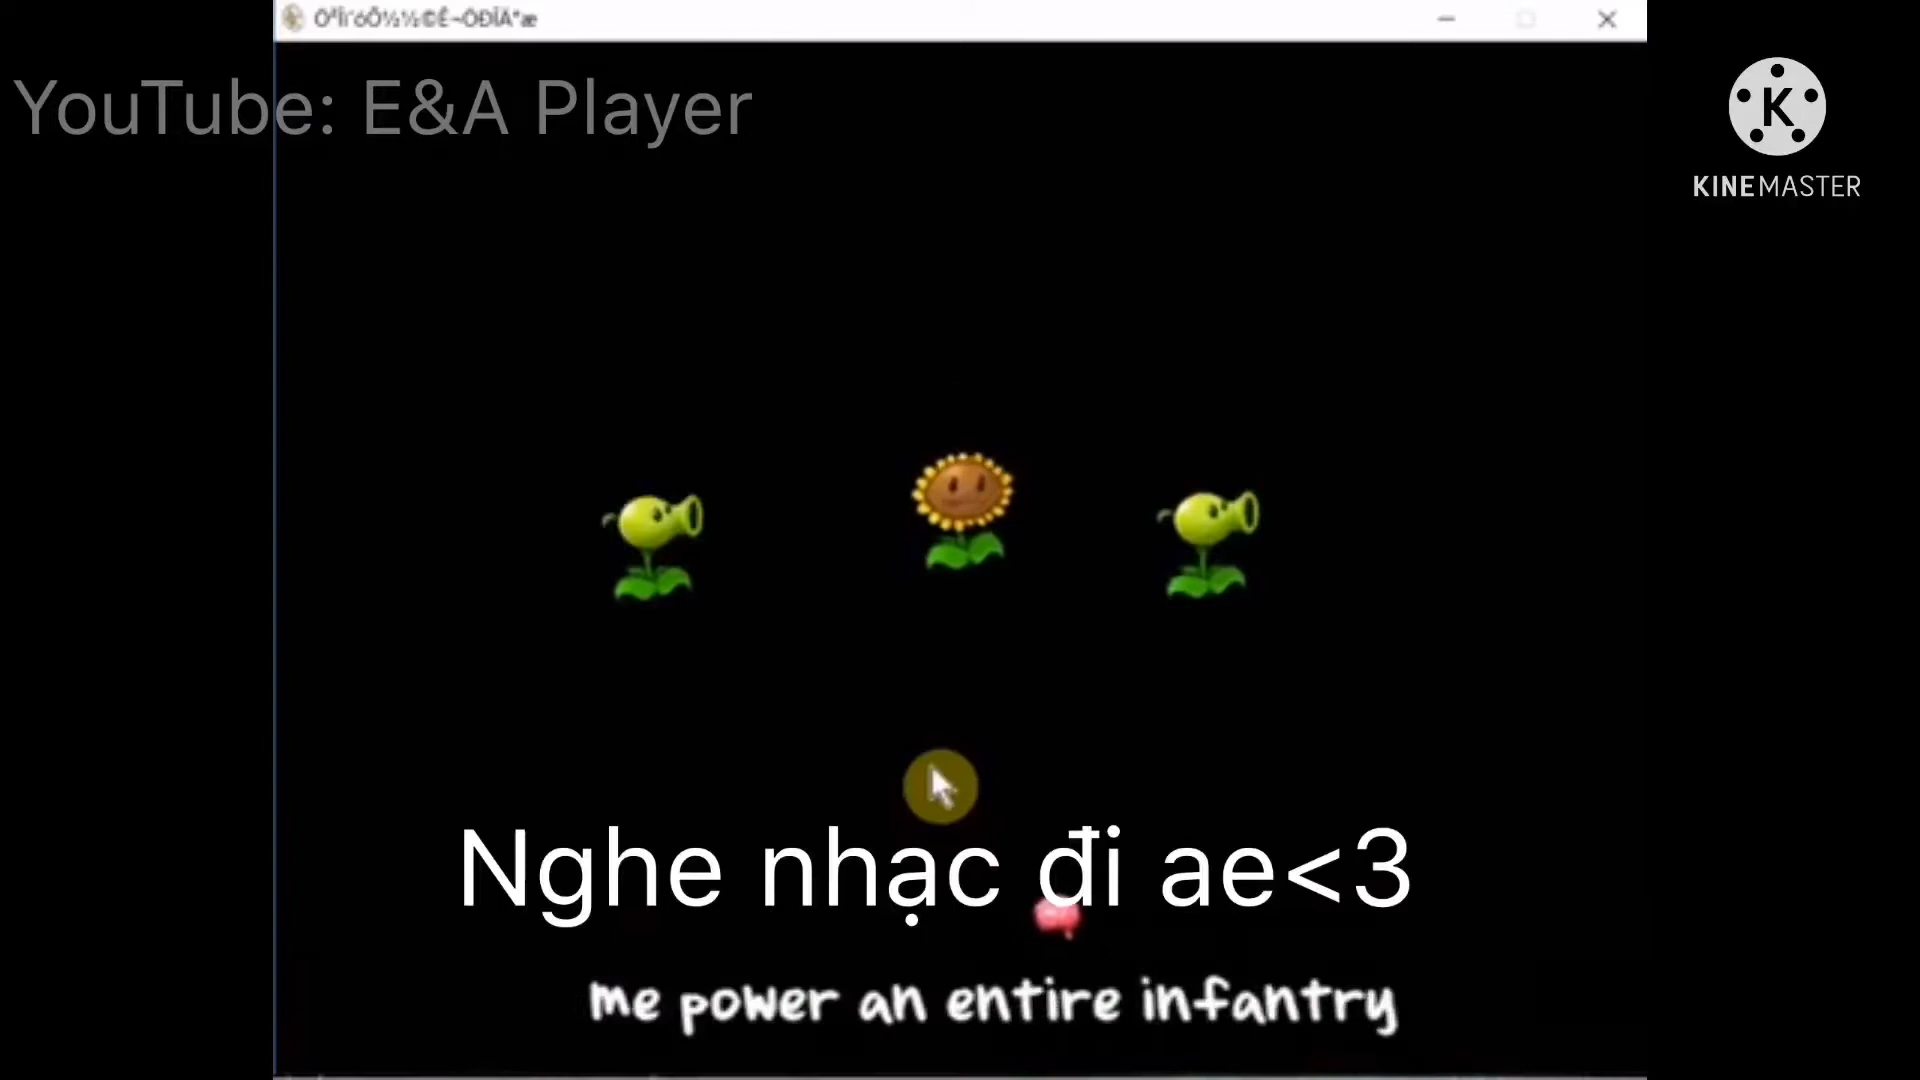 YouTube: E&A Player
K
KINEMASTER
Nghe nhạc đi ae<3
me power an entire infantry